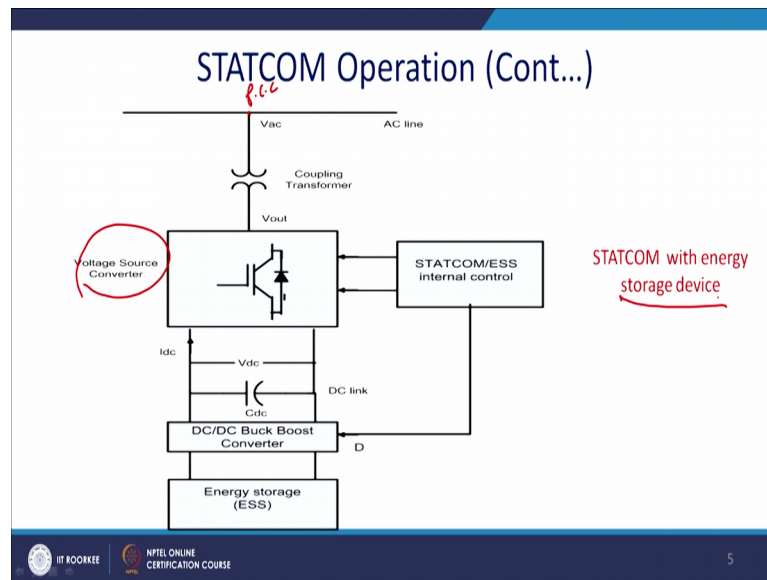 STATCOM Operation (Cont...)
P.C.C
Vac
AC line
Coupling
Transformer
Vout
Voltage Source
Converter
STATCOM/ESS
internal control
STATCOM with energy
storage device
Idc
Vdc
DC link
Cdc
DC/DC Buck Boost
Converter
D
Energy storage
(ESS)
IIT ROORKEE
NPTEL ONLINE
CERTIFICATION COURSE
5